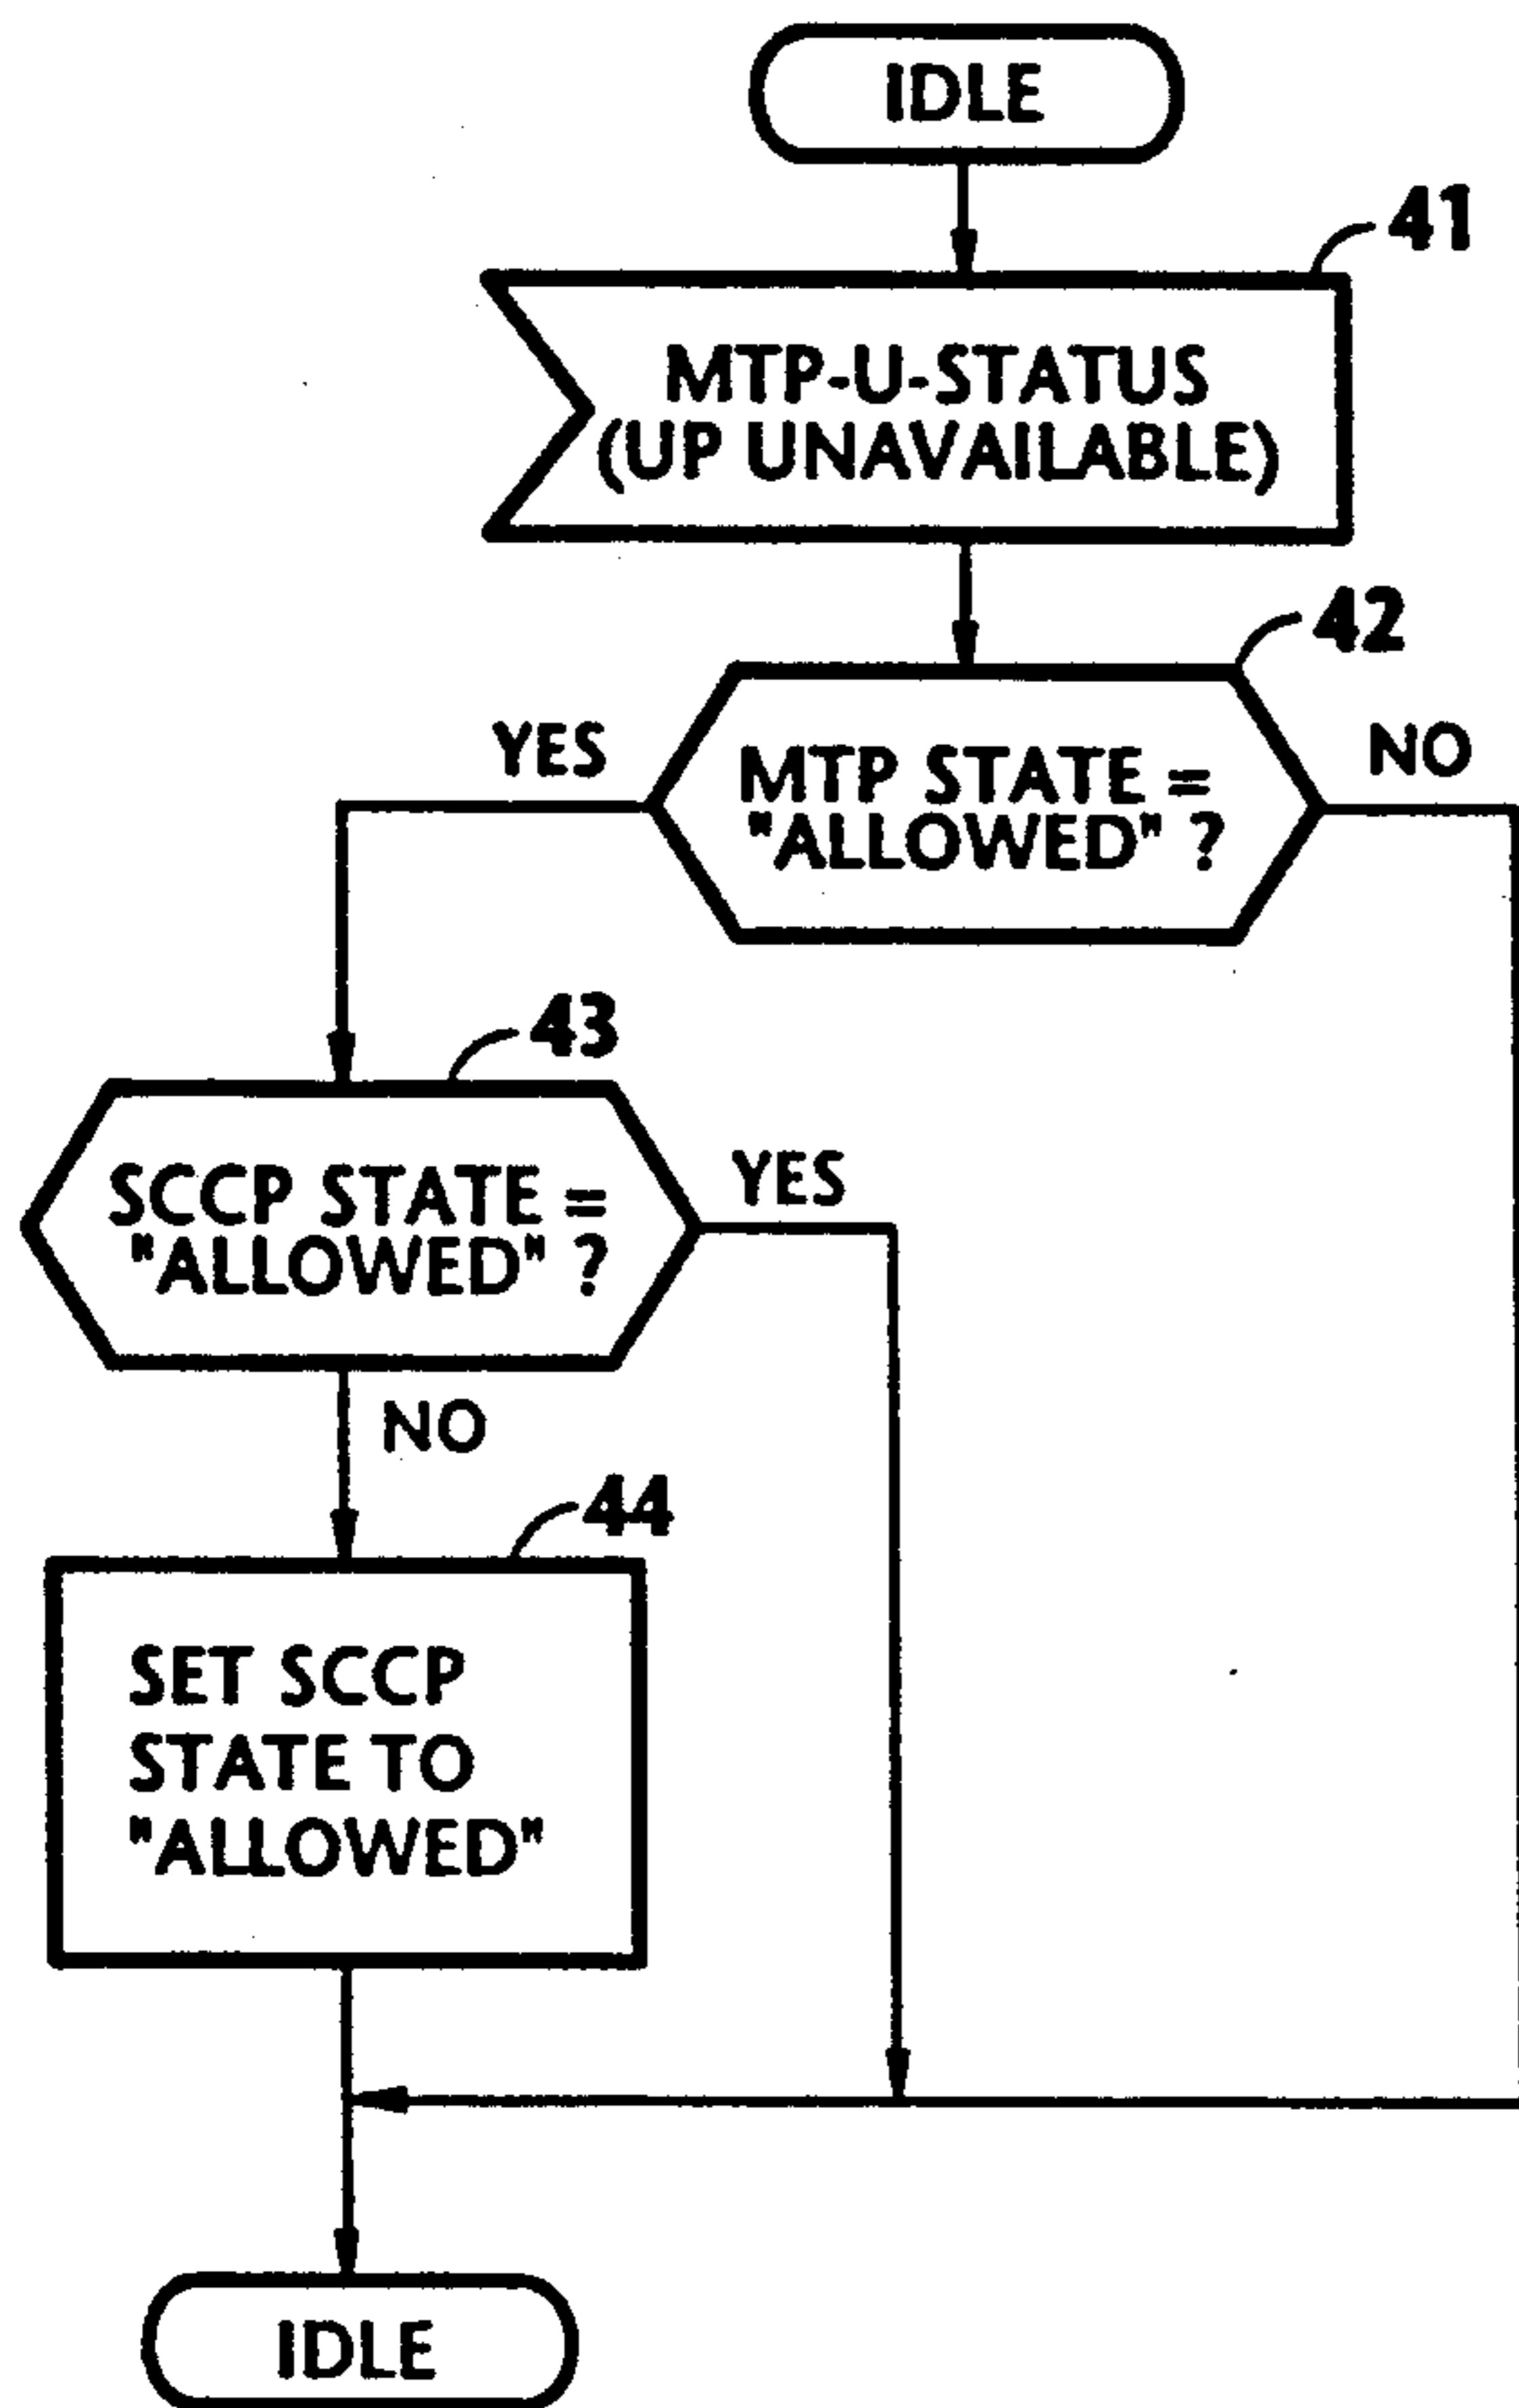 IDLE
41
MTP-U-STATUS
(UP UNAVAILABLE)
42
YES
MTP STATE =
"ALLOWED" ?
NO
43
SCCP STATE =
"ALLOWED" ?
YES
NO
44
SET SCCP
STATE TO
"ALLOWED"
IDLE